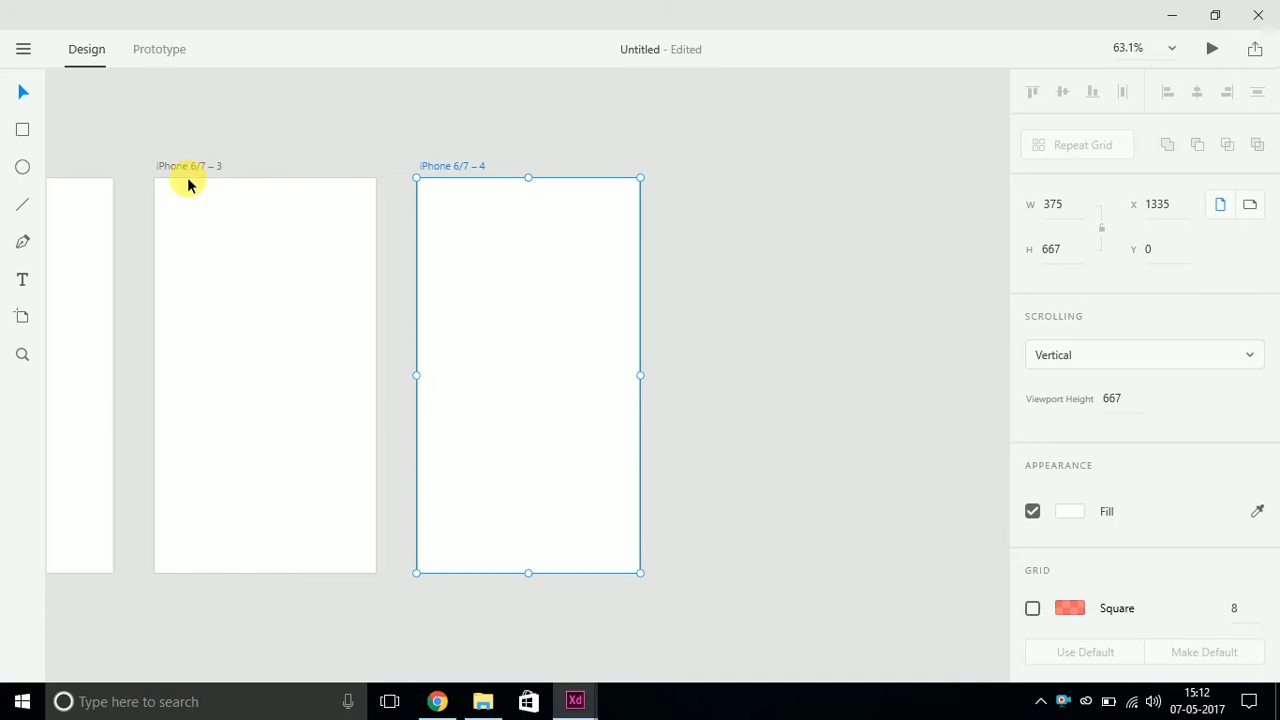 Design
Prototype
Untitled - Edited
63.1%
iPhone 6/7 – 3
iPhone 6/7 – 4
T
Repeat Grid
W 375
X 1335
H 667
Y 0
SCROLLING
Vertical
Viewport Height 667
APPEARANCE
Fill
GRID
Square 8
Use Default
Make Default
Type here to search
Xd
15:12
07-05-2017